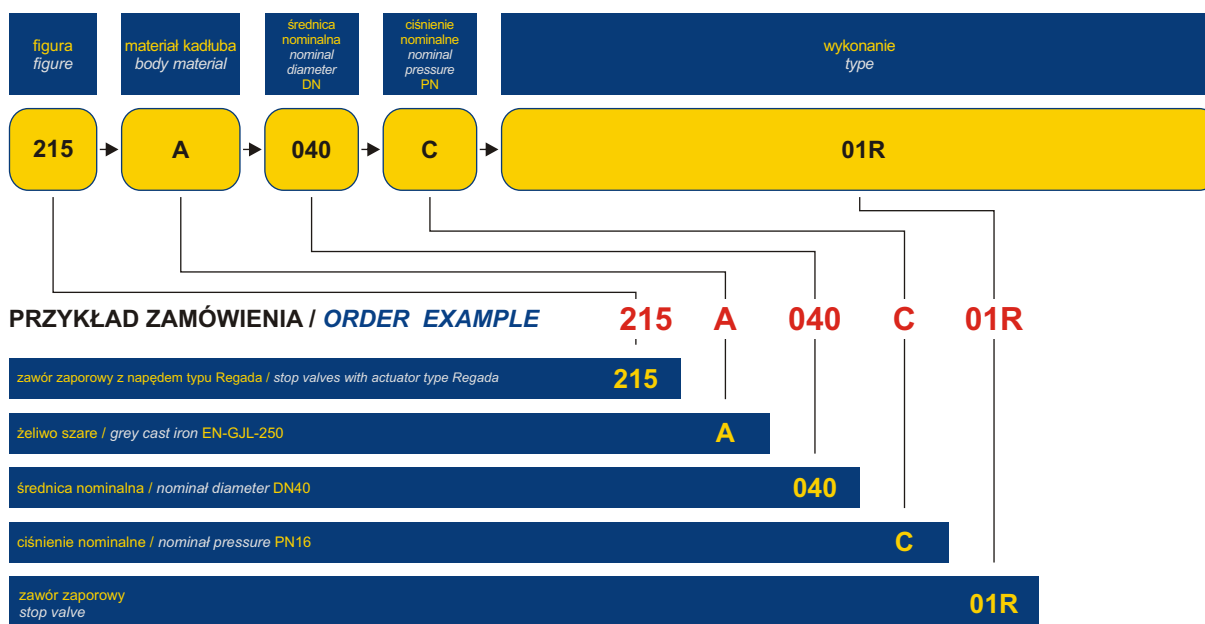 figura
figure
materiał kadłuba
body material
średnica
nominalna
nominal
diameter
DN
ciśnienie
nominalne
nominal
pressure
PN
wykonanie
type
215
A
040
C
01R
PRZYKŁAD ZAMÓWIENIA / ORDER EXAMPLE 215 A 040 C 01R
zawór zaporowy z napędem typu Regada / stop valves with actuator type Regada 215
żeliwo szare / grey cast iron EN-GJL-250 A
średnica nominalna / nominał diameter DN40 040
ciśnienie nominalne / nominał pressure PN16 C
zawór zaporowy
stop valve
01R